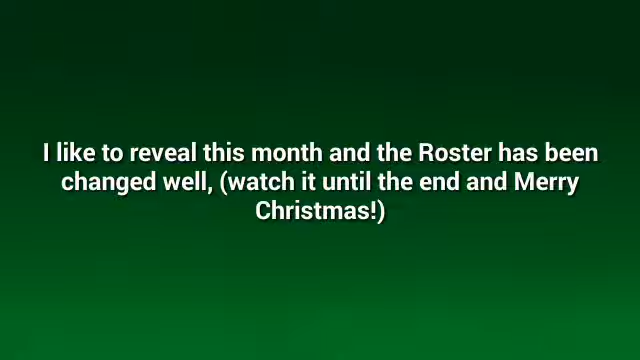 I like to reveal this month and the Roster has been
changed well, (watch it until the end and Merry
Christmas!)